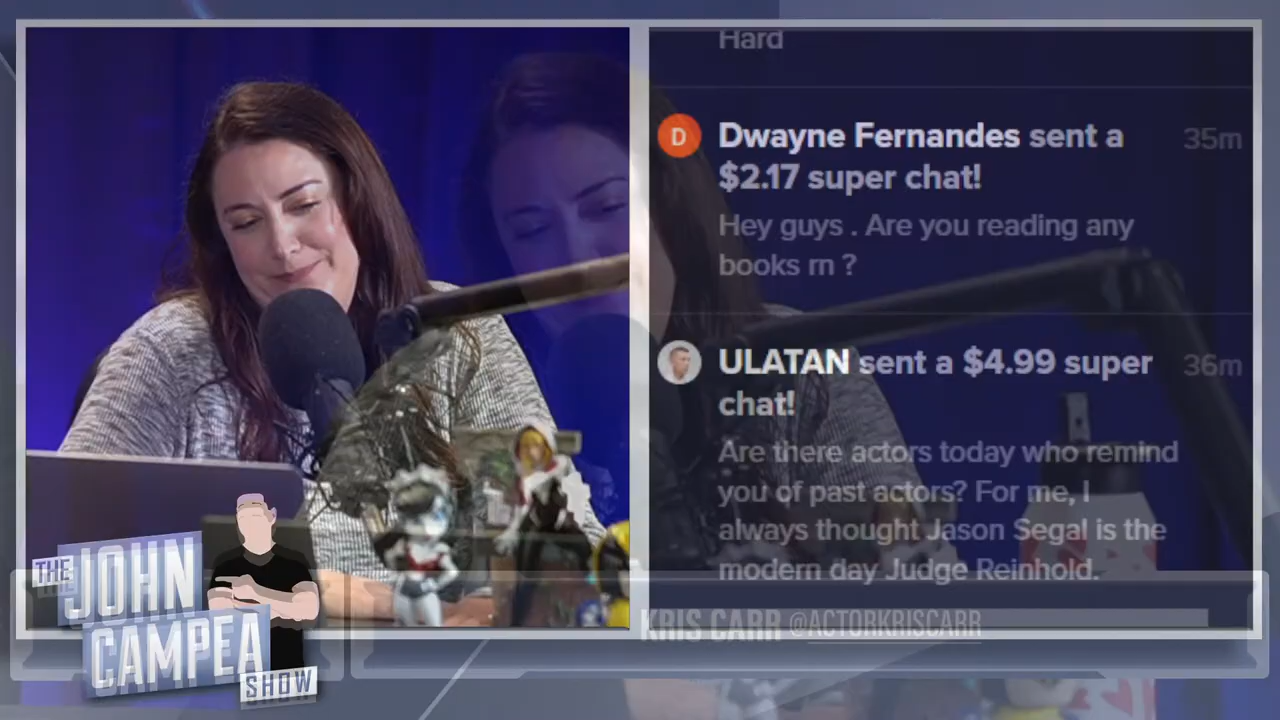 Hard
D
Dwayne Fernandes sent a
35m
$2.17 super chat!
Hey guys . Are you reading any
books rn ?
ULATAN sent a $4.99 super
36m
chat!
Are there actors today who remind
you of past actors? For me, I
always thought Jason Segal is the
modern day Judge Reinhold.
KRIS CARR @ACTORKRISCARR
THE
JOHN
CAMPEA
SHOW